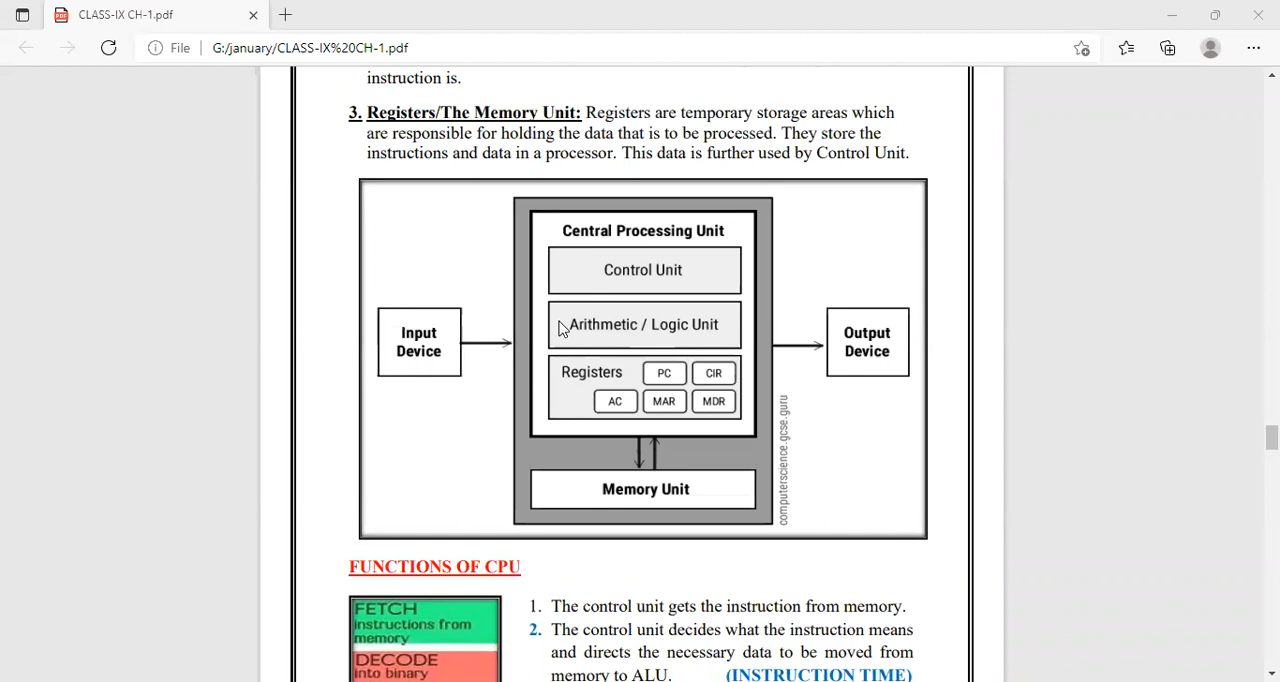 CLASS-IX CH-1.pdf
File
G:/january/CLASS-IX%20CH-1.pdf
instruction is.
3. Registers/The Memory Unit: Registers are temporary storage areas which
are responsible for holding the data that is to be processed. They store the
instructions and data in a processor. This data is further used by Control Unit.
Central Processing Unit
Control Unit
Arithmetic / Logic Unit
Registers PC CIR
AC MAR MDR
Input
Device
Output
Device
Memory Unit
computerscience.gcse.guru
FUNCTIONS OF CPU
FETCH
instructions from
memory
DECODE
into binary
1. The control unit gets the instruction from memory.
2. The control unit decides what the instruction means
and directs the necessary data to be moved from
memory to ALU. (INSTRUCTION TIME)